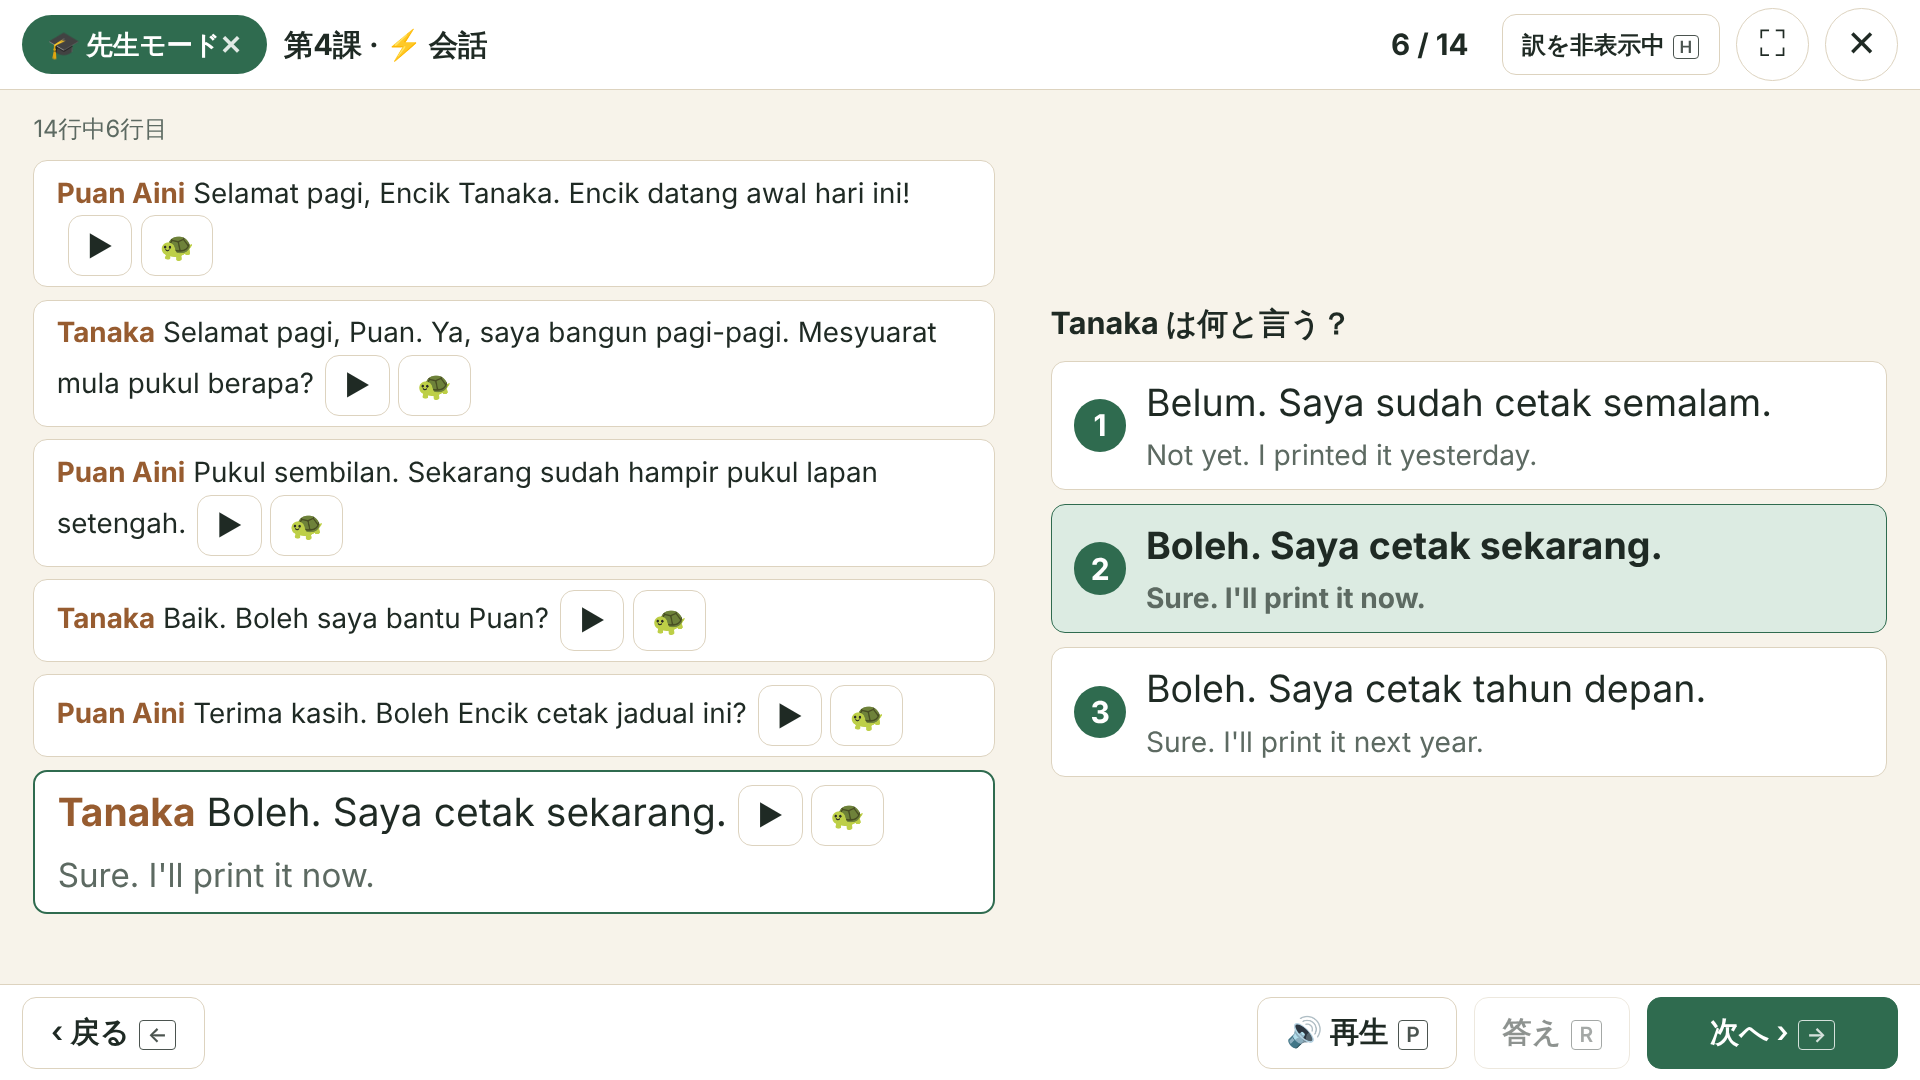 🎓 先生モード✕
第4課 · ⚡ 会話
6 / 14
訳を非表示中 H
14行中6行目
Puan Aini Selamat pagi, Encik Tanaka. Encik datang awal hari ini!
Tanaka Selamat pagi, Puan. Ya, saya bangun pagi-pagi. Mesyuarat
mula pukul berapa?
Puan Aini Pukul sembilan. Sekarang sudah hampir pukul lapan
setengah.
Tanaka Baik. Boleh saya bantu Puan?
Puan Aini Terima kasih. Boleh Encik cetak jadual ini?
Tanaka Boleh. Saya cetak sekarang.
Sure. I'll print it now.
Tanaka は何と言う？
1 Belum. Saya sudah cetak semalam.
Not yet. I printed it yesterday.
2 Boleh. Saya cetak sekarang.
Sure. I'll print it now.
3 Boleh. Saya cetak tahun depan.
Sure. I'll print it next year.
‹ 戻る ←
🔊 再生 P
答え R
次へ › →